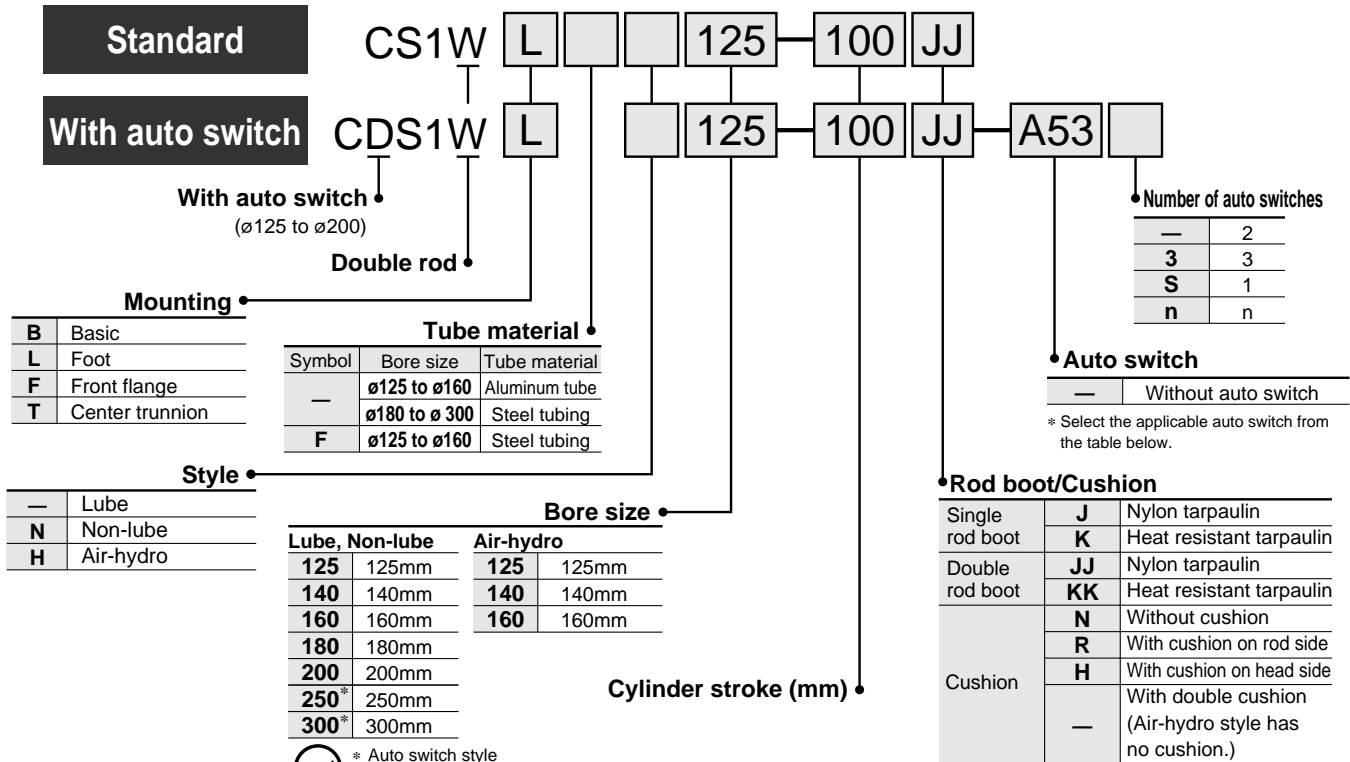 Standard CS1W L 125 — 100 JJ
With auto switch CDS1W L 125 — 100 JJ — A53
With auto switch
(ø125 to ø200)
Double rod
Number of auto switches
— 2
3 3
S 1
n n
Mounting
B Basic
L Foot
F Front flange
T Center trunnion
Tube material
Symbol Bore size Tube material
— ø125 to ø160 Aluminum tube
ø180 to ø 300 Steel tubing
F ø125 to ø160 Steel tubing
Auto switch
— Without auto switch
* Select the applicable auto switch from
the table below.
Style
— Lube
N Non-lube
H Air-hydro
Bore size
Lube, Non-lube
125 125mm
140 140mm
160 160mm
180 180mm
200 200mm
250* 250mm
300* 300mm
* Auto switch style
Air-hydro
125 125mm
140 140mm
160 160mm
Cylinder stroke (mm)
Rod boot/Cushion
Single
rod boot
J Nylon tarpaulin
K Heat resistant tarpaulin
Double
rod boot
JJ Nylon tarpaulin
KK Heat resistant tarpaulin
Cushion
N Without cushion
R With cushion on rod side
H With cushion on head side
— With double cushion
(Air-hydro style has
no cushion.)